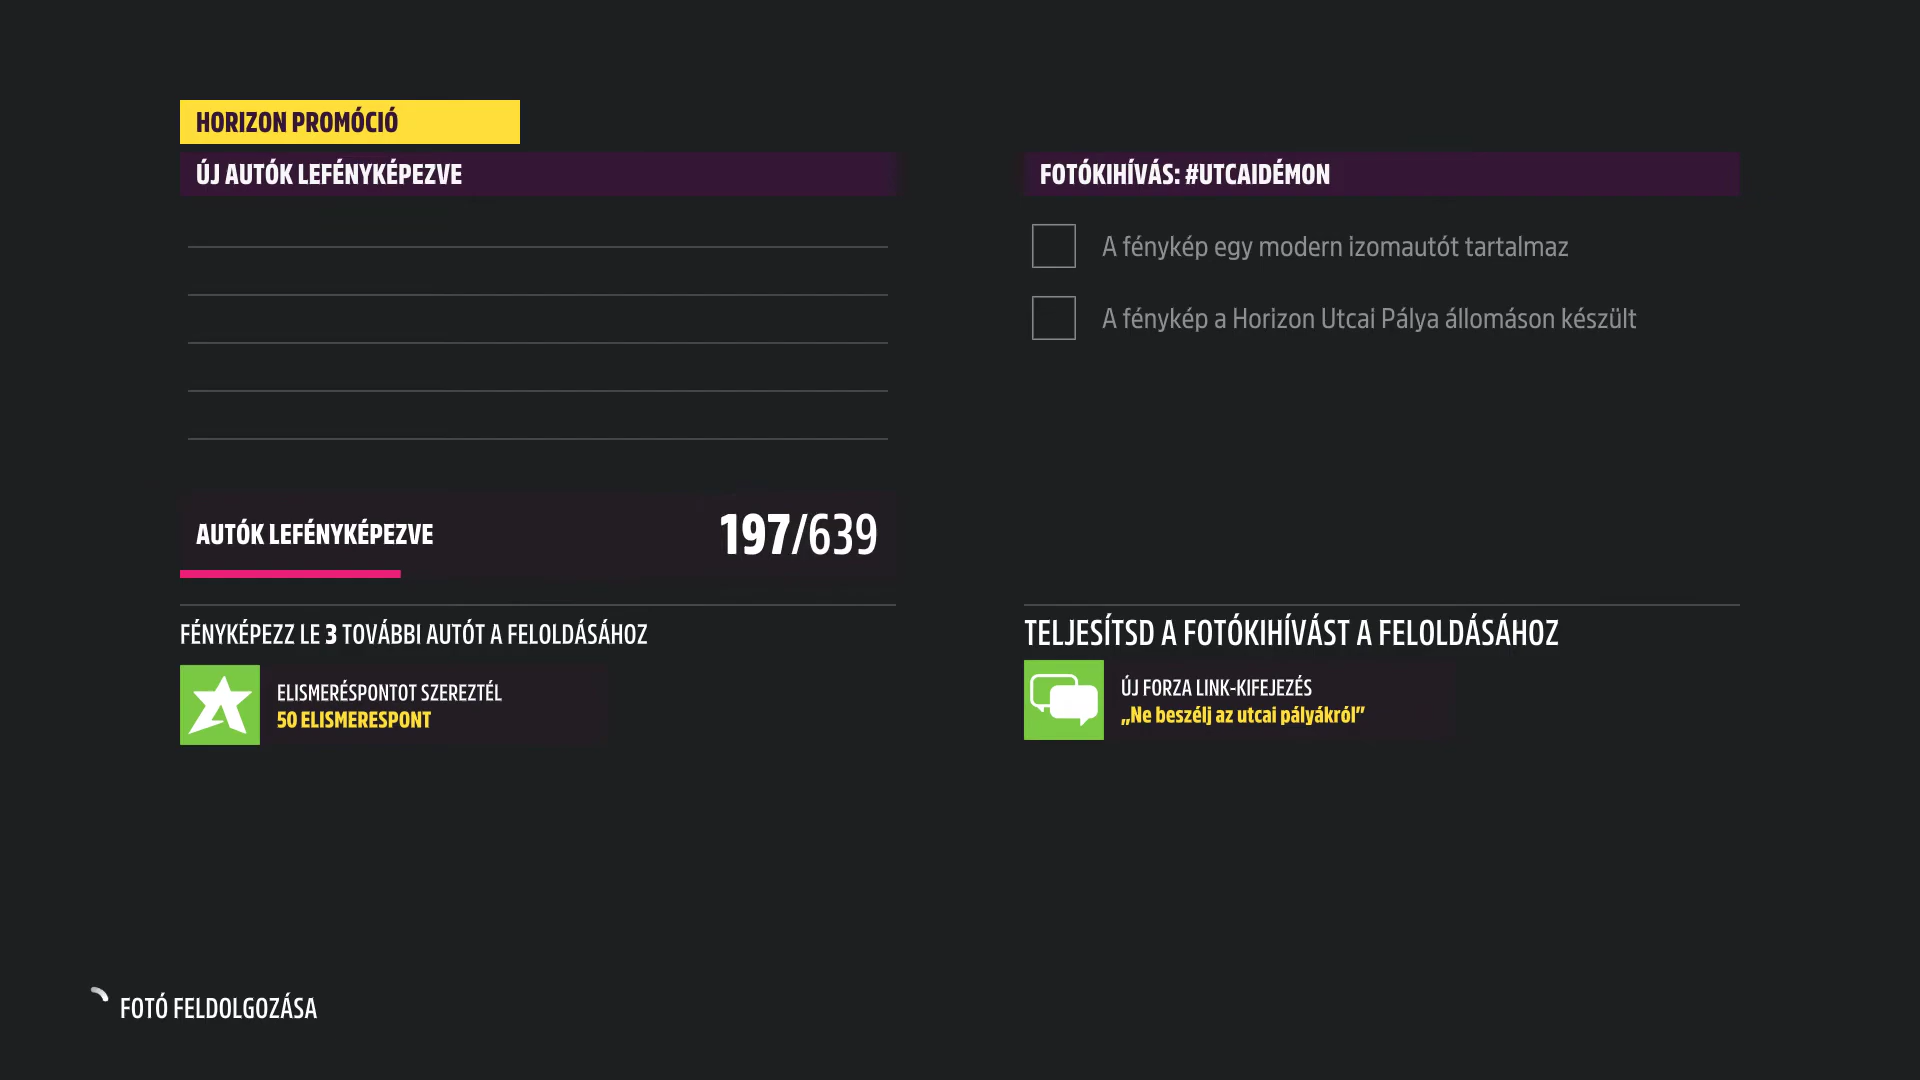 HORIZON PROMÓCIÓ
ÚJ AUTÓK LEFÉNYKÉPEZVE
AUTÓK LEFÉNYKÉPEZVE
197/639
FÉNYKÉPEZZ LE 3 TOVÁBBI AUTÓT A FELOLDÁSÁHOZ
ELISMERÉSPONTOT SZEREZTÉL
50 ELISMERESPONT
FOTÓKIHÍVÁS: #UTCAIDÉMON
A fénykép egy modern izomautót tartalmaz
A fénykép a Horizon Utcai Pálya állomáson készült
TELJESÍTSD A FOTÓKIHÍVÁST A FELOLDÁSÁHOZ
ÚJ FORZA LINK-KIFEJEZÉS
„Ne beszélj az utcai pályákról”
FOTÓ FELDOLGOZÁSA